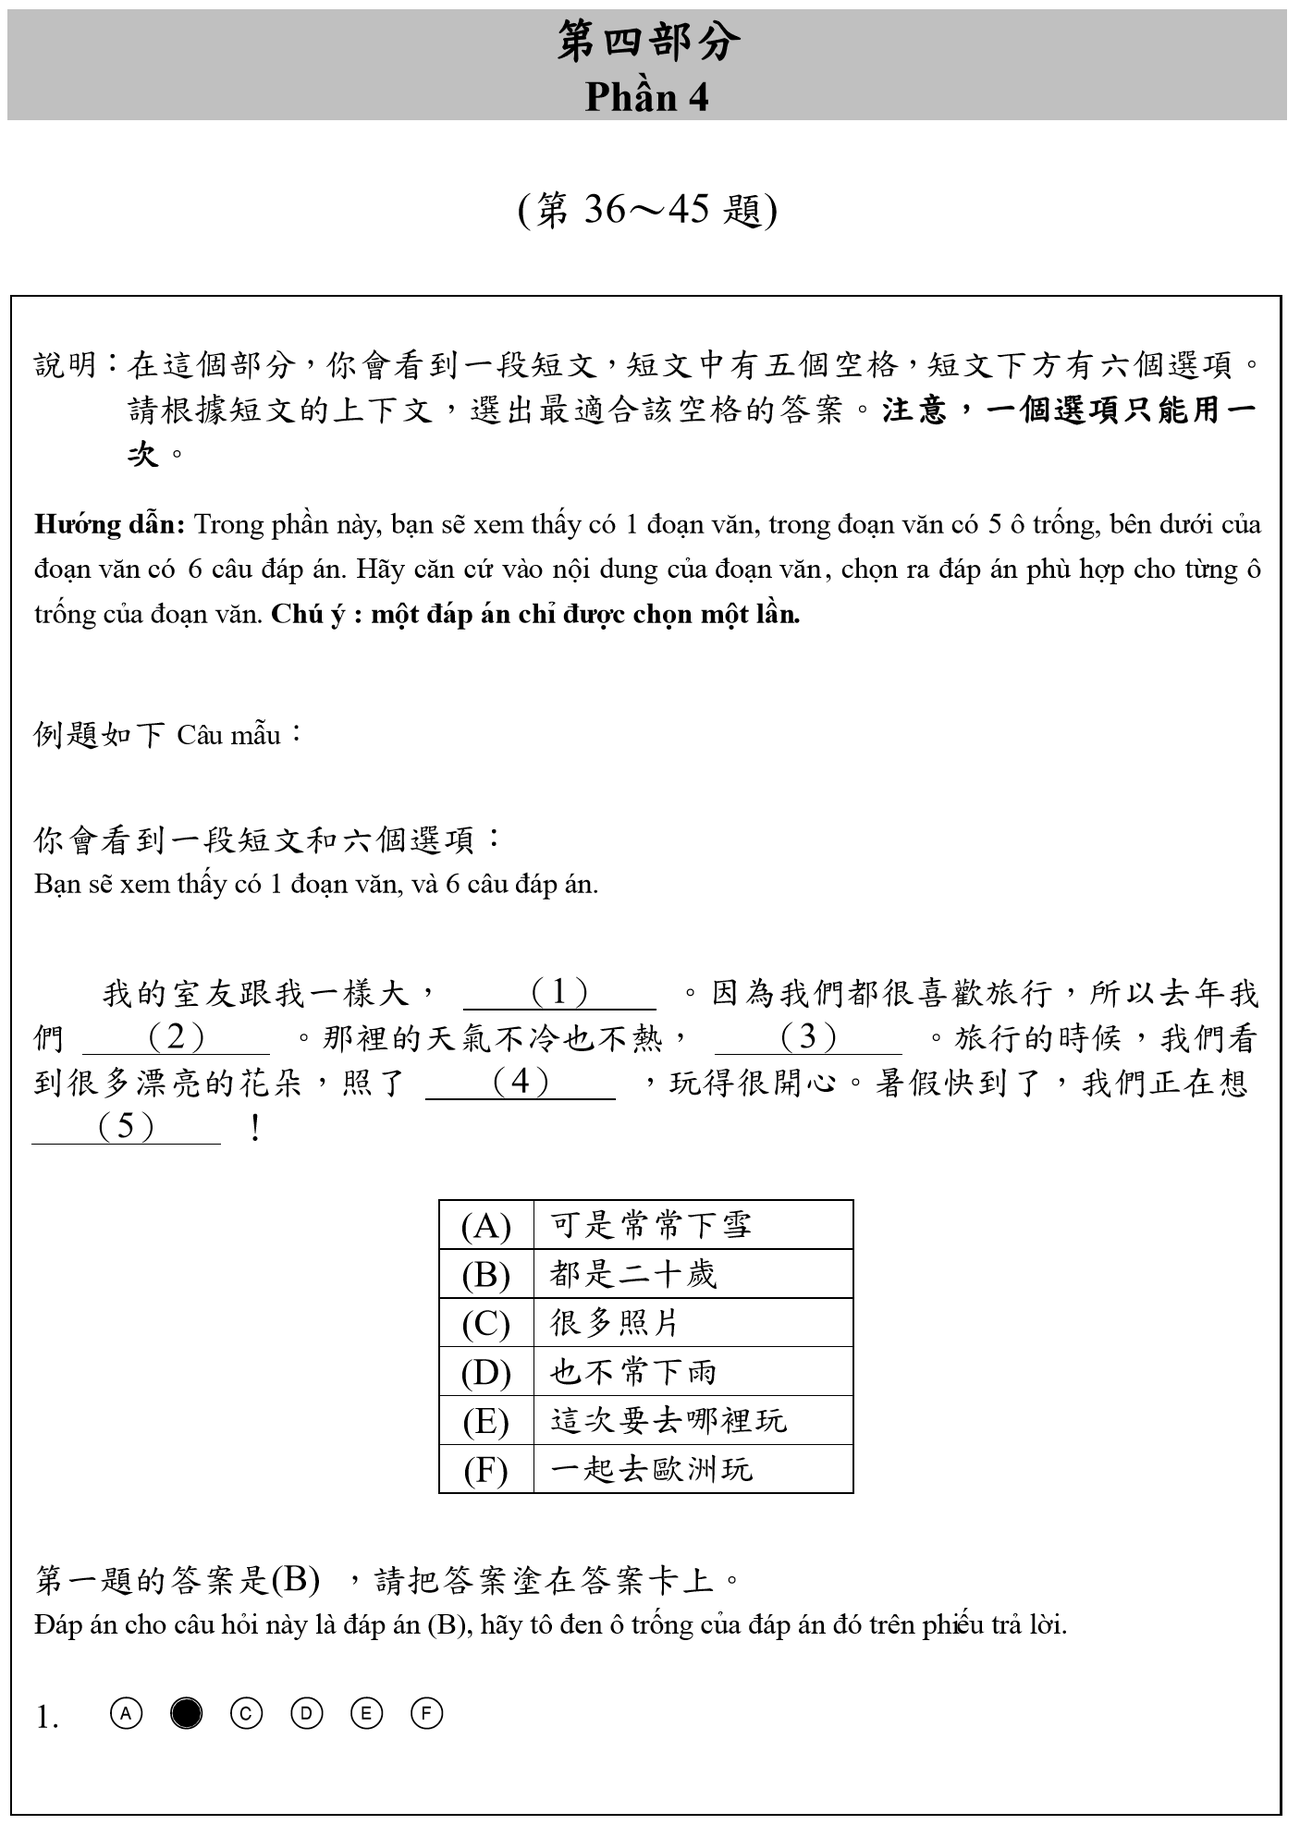 第四部分
Phần 4
(第 36～45 題)
說明：在這個部分，你會看到一段短文，短文中有五個空格，短文下方有六個選項。
請根據短文的上下文，選出最適合該空格的答案。注意，一個選項只能用一
次。
Hướng dẫn: Trong phần này, bạn sẽ xem thấy có 1 đoạn văn, trong đoạn văn có 5 ô trống, bên dưới của
đoạn văn có 6 câu đáp án. Hãy căn cứ vào nội dung của đoạn văn, chọn ra đáp án phù hợp cho từng ô
trống của đoạn văn. Chú ý : một đáp án chỉ được chọn một lần.
例題如下 Câu mẫu：
你會看到一段短文和六個選項：
Bạn sẽ xem thấy có 1 đoạn văn, và 6 câu đáp án.
我的室友跟我一樣大，（1）。因為我們都很喜歡旅行，所以去年我
們（2）。那裡的天氣不冷也不熱，（3）。旅行的時候，我們看
到很多漂亮的花朵，照了（4），玩得很開心。暑假快到了，我們正在想
（5）！
(A) 可是常常下雪
(B) 都是二十歲
(C) 很多照片
(D) 也不常下雨
(E) 這次要去哪裡玩
(F) 一起去歐洲玩
第一題的答案是(B) ，請把答案塗在答案卡上。
Đáp án cho câu hỏi này là đáp án (B), hãy tô đen ô trống của đáp án đó trên phiếu trả lời.
1. A C D E F